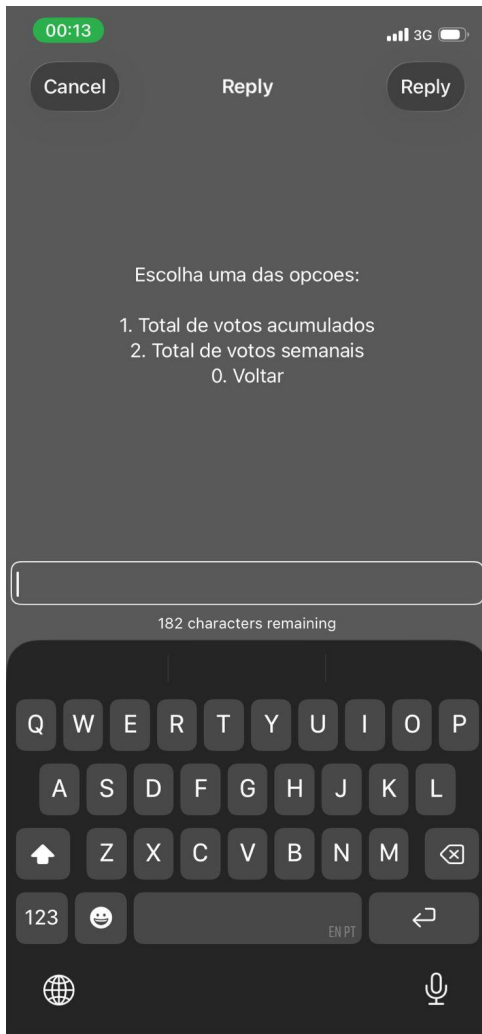 00:13
3G
Cancel Reply Reply
Escolha uma das opcoes:
1. Total de votos acumulados
2. Total de votos semanais
0. Voltar
182 characters remaining
Q W E R T Y U I O P
A S D F G H J K L
Z X C V B N M
123
EN PT